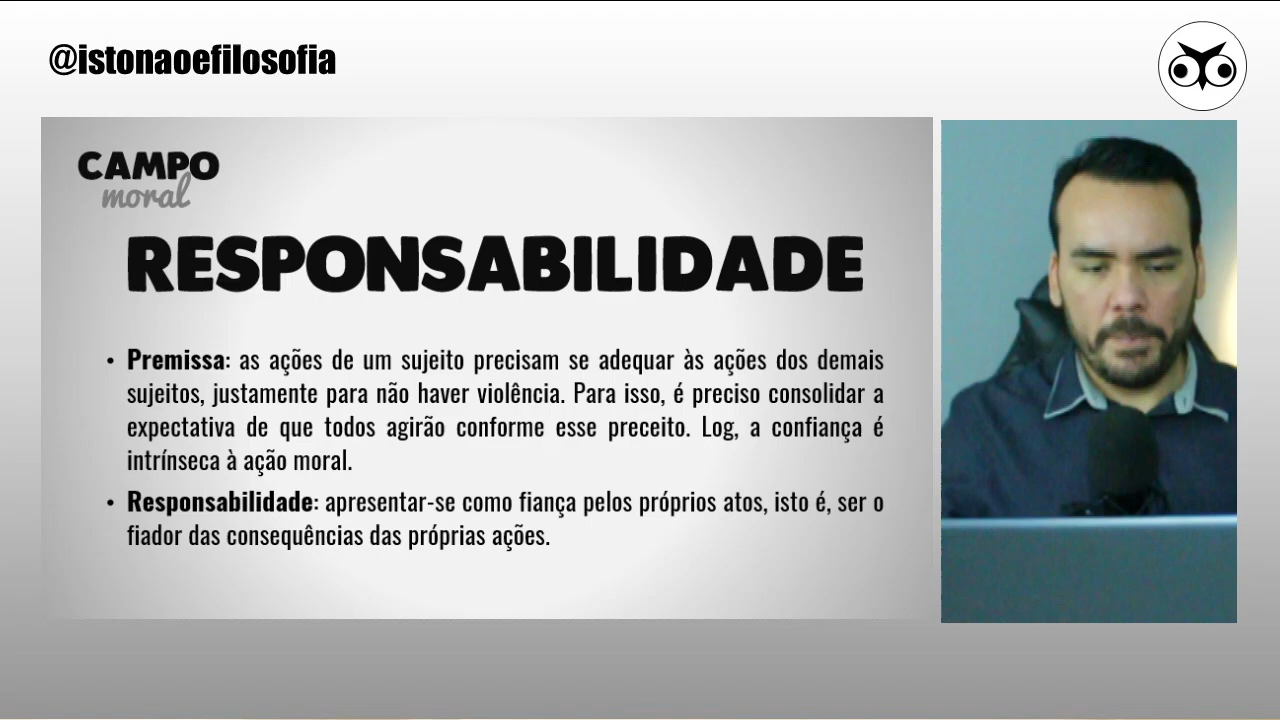 @istonaoefilosofia
CAMPO
moral
RESPONSABILIDADE
• Premissa: as ações de um sujeito precisam se adequar às ações dos demais
sujeitos, justamente para não haver violência. Para isso, é preciso consolidar a
expectativa de que todos agirão conforme esse preceito. Log, a confiança é
intrínseca à ação moral.
• Responsabilidade: apresentar-se como fiança pelos próprios atos, isto é, ser o
fiador das consequências das próprias ações.